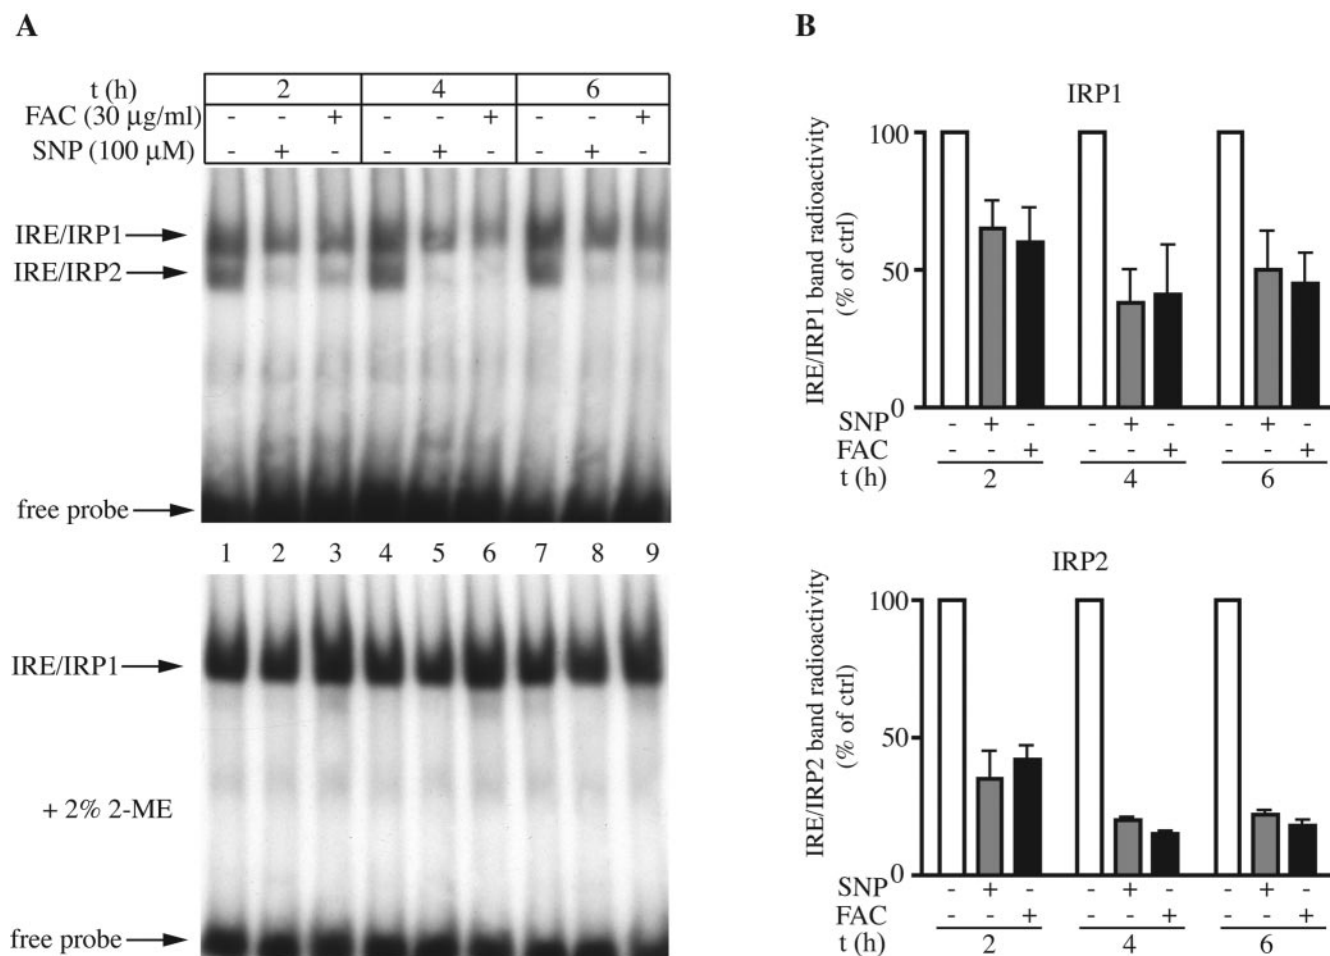 A
t (h) 2 4 6
FAC (30 μg/ml) - - + - - + - - +
SNP (100 μM) - + - - + - - + -
IRE/IRP1
IRE/IRP2
free probe
1 2 3 4 5 6 7 8 9
IRE/IRP1
+ 2% 2-ME
free probe
B
IRP1
IRE/IRP1 band radioactivity
(% of ctrl)
100
50
0
SNP - + - - + - - + -
FAC - - + - - + - - +
t (h) 2 4 6
IRP2
IRE/IRP2 band radioactivity
(% of ctrl)
100
50
0
SNP - + - - + - - + -
FAC - - + - - + - - +
t (h) 2 4 6